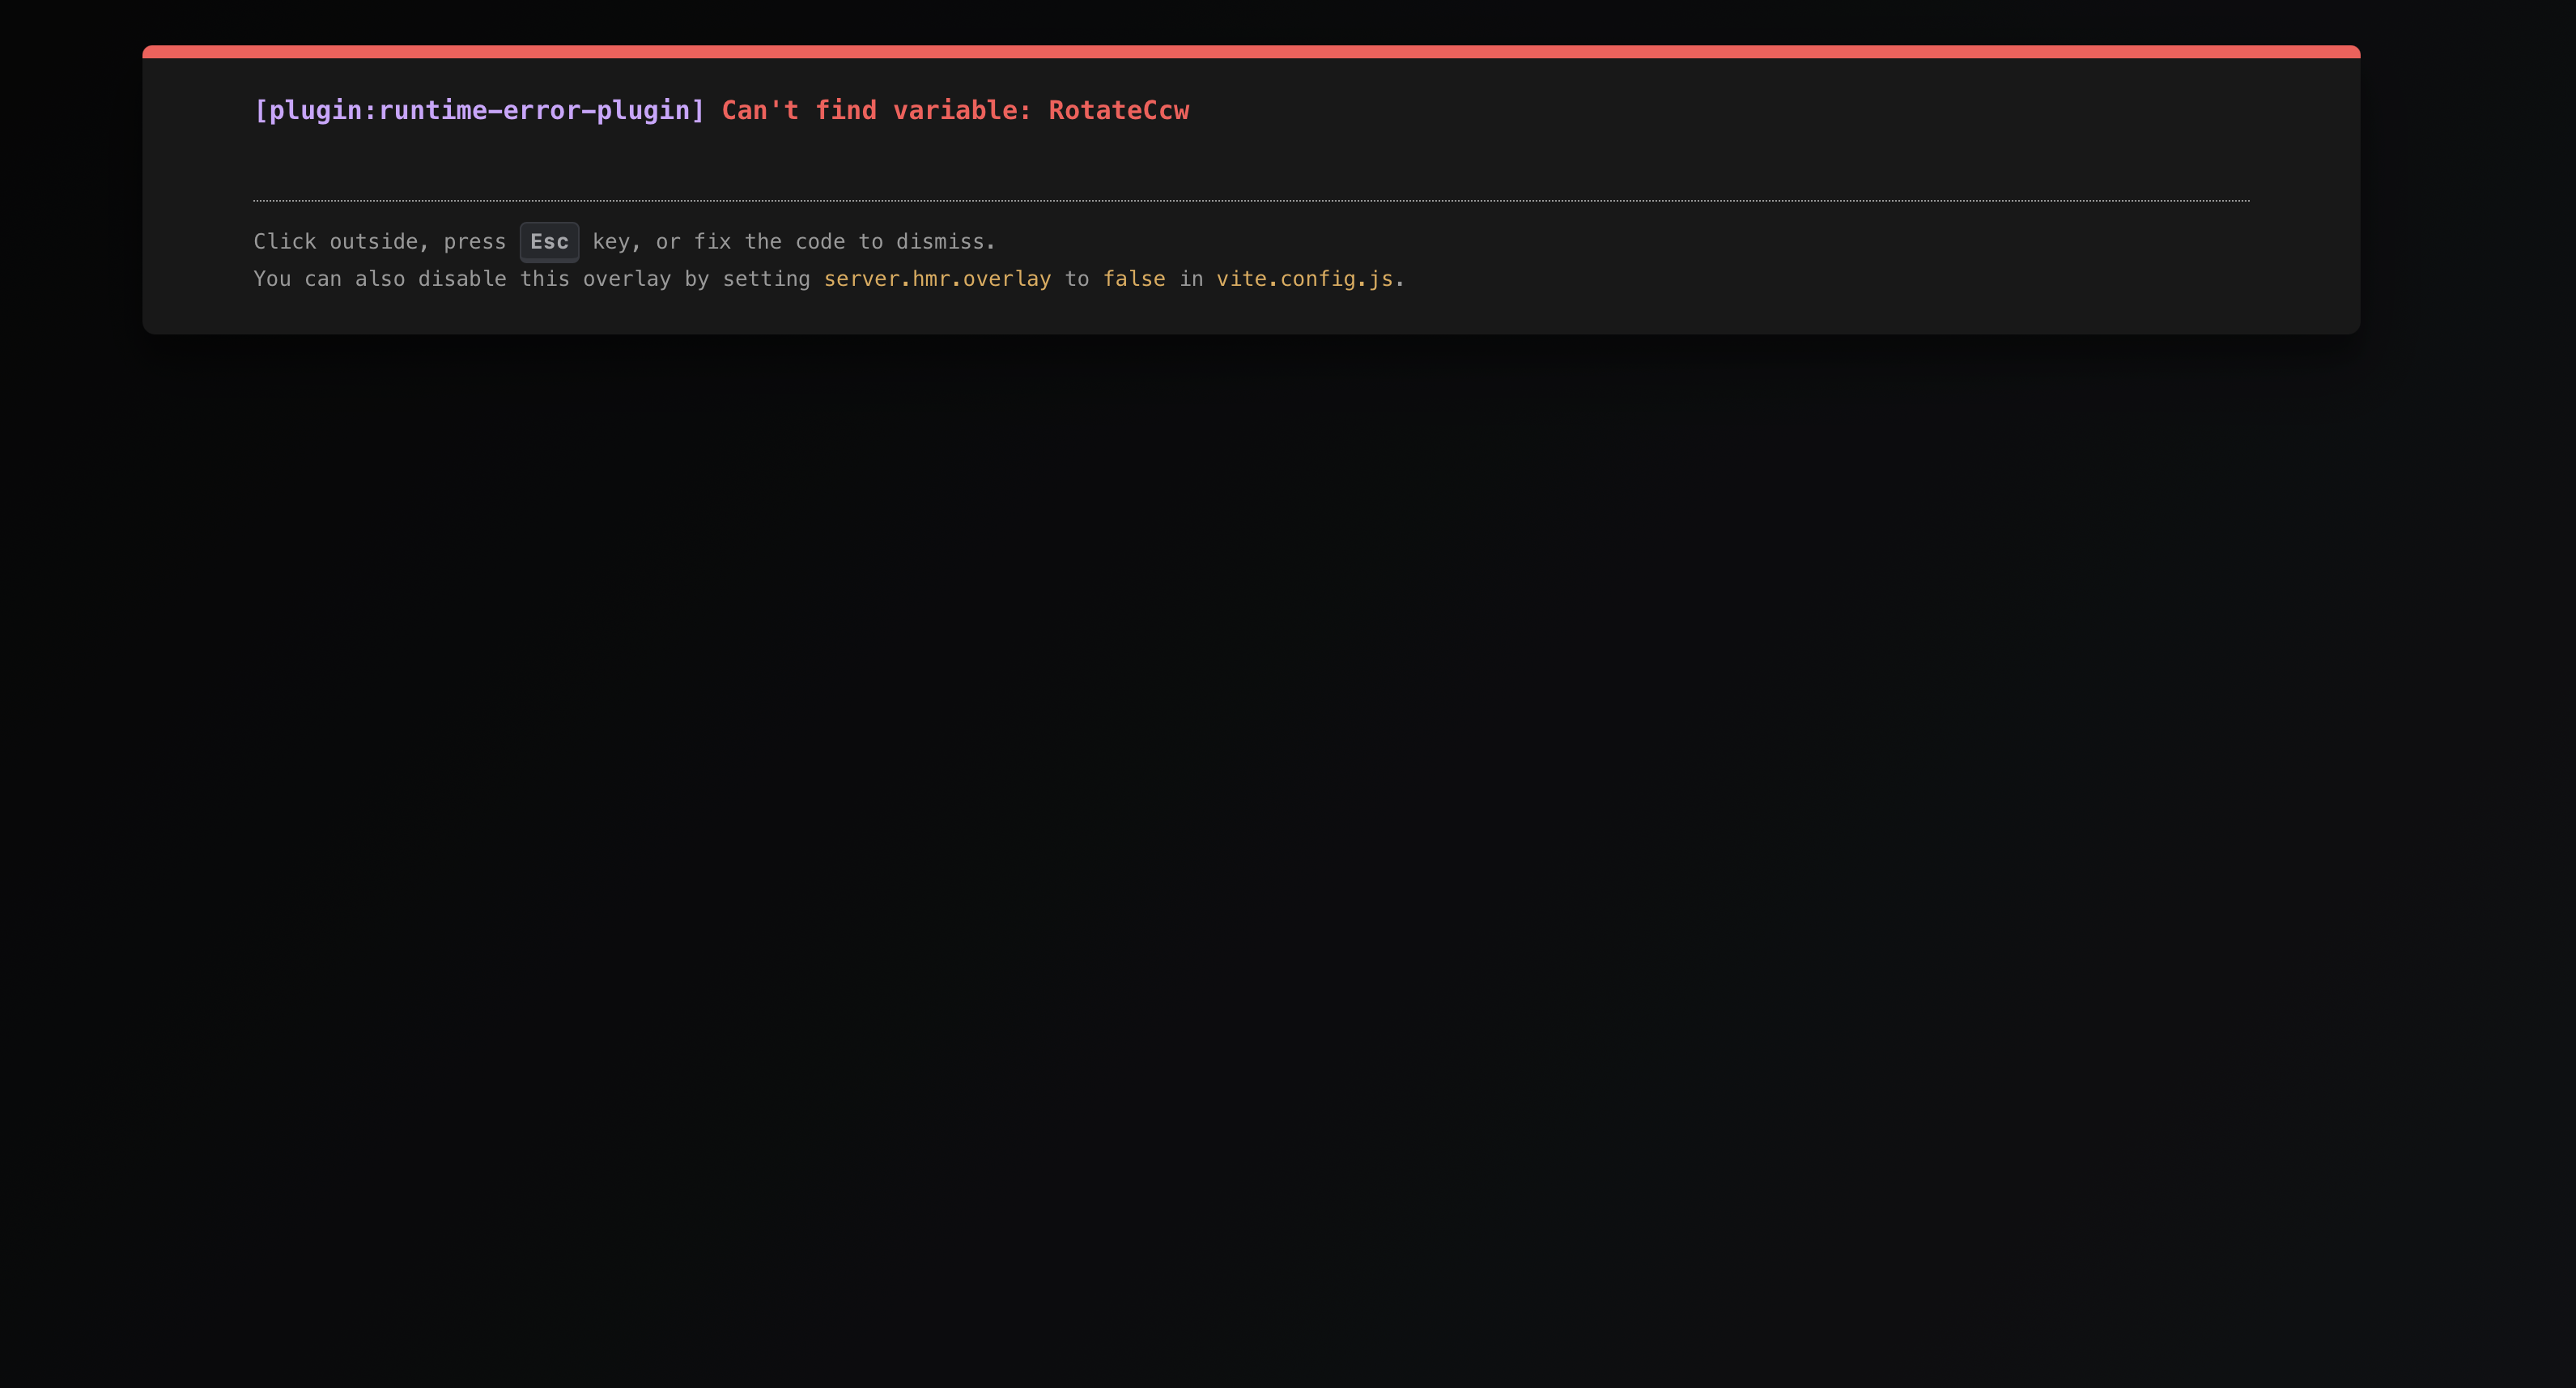 [plugin:runtime-error-plugin] Can't find variable: RotateCcw
Click outside, press Esc key, or fix the code to dismiss.
You can also disable this overlay by setting server.hmr.overlay to false in vite.config.js.